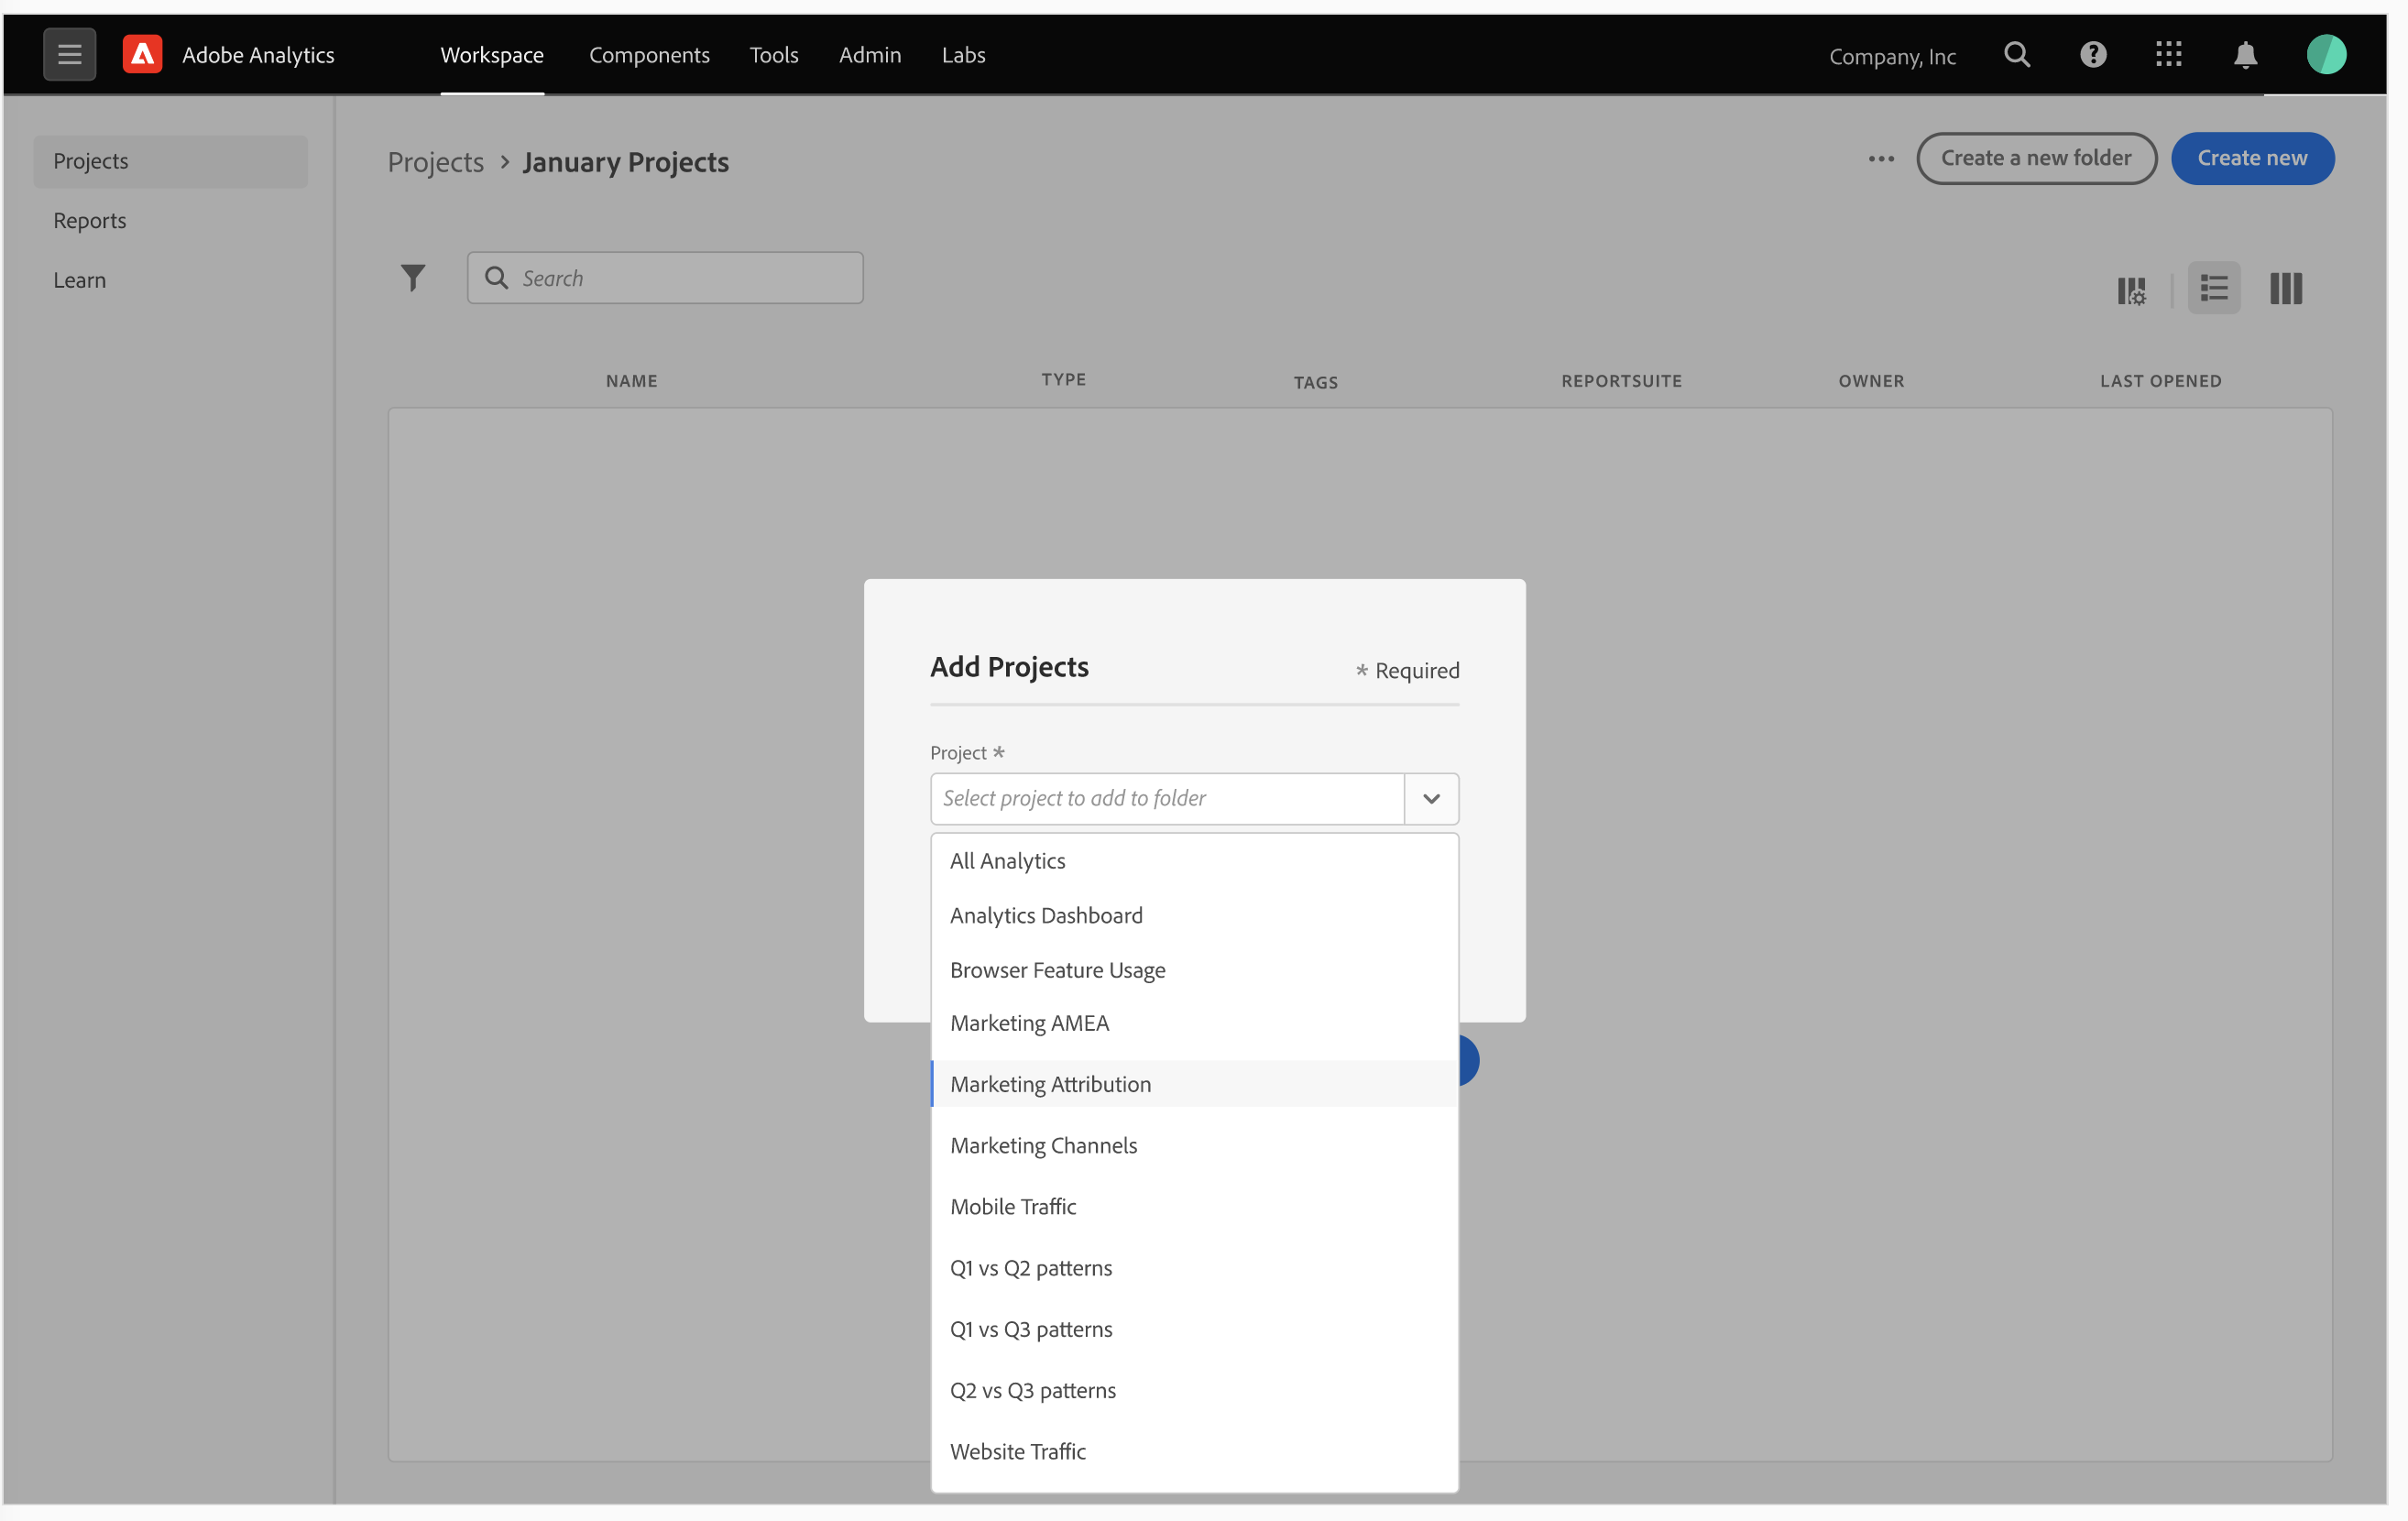 Adobe Analytics
Workspace
Components
Tools
Admin
Labs
Company, Inc
Projects
Reports
Learn
Projects > January Projects
Create a new folder
Create new
Search
NAME
TYPE
TAGS
REPORTSUITE
OWNER
LAST OPENED
Add Projects
* Required
Project *
Select project to add to folder
All Analytics
Analytics Dashboard
Browser Feature Usage
Marketing AMEA
Marketing Attribution
Marketing Channels
Mobile Traffic
Q1 vs Q2 patterns
Q1 vs Q3 patterns
Q2 vs Q3 patterns
Website Traffic